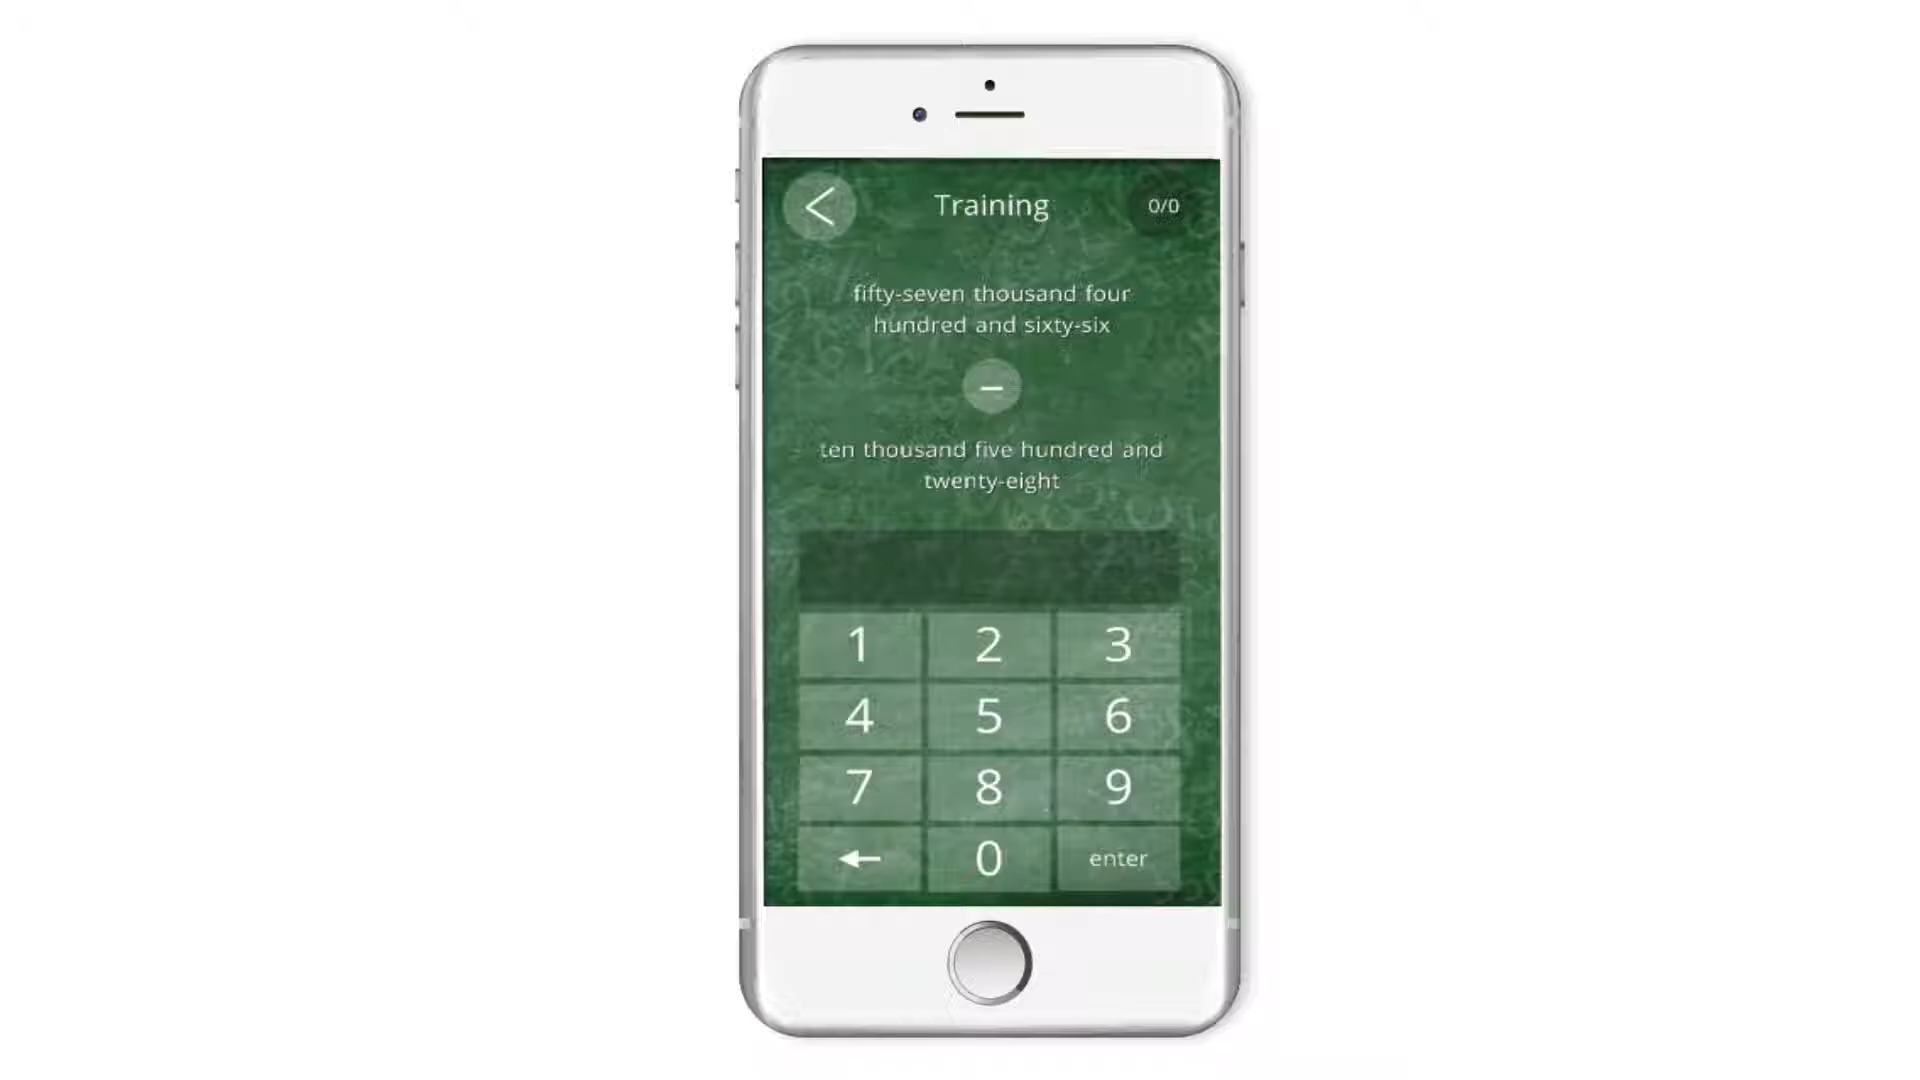 Training
0/0
fifty-seven thousand four
hundred and sixty-six
–
ten thousand five hundred and
twenty-eight
1 2 3
4 5 6
7 8 9
0 enter